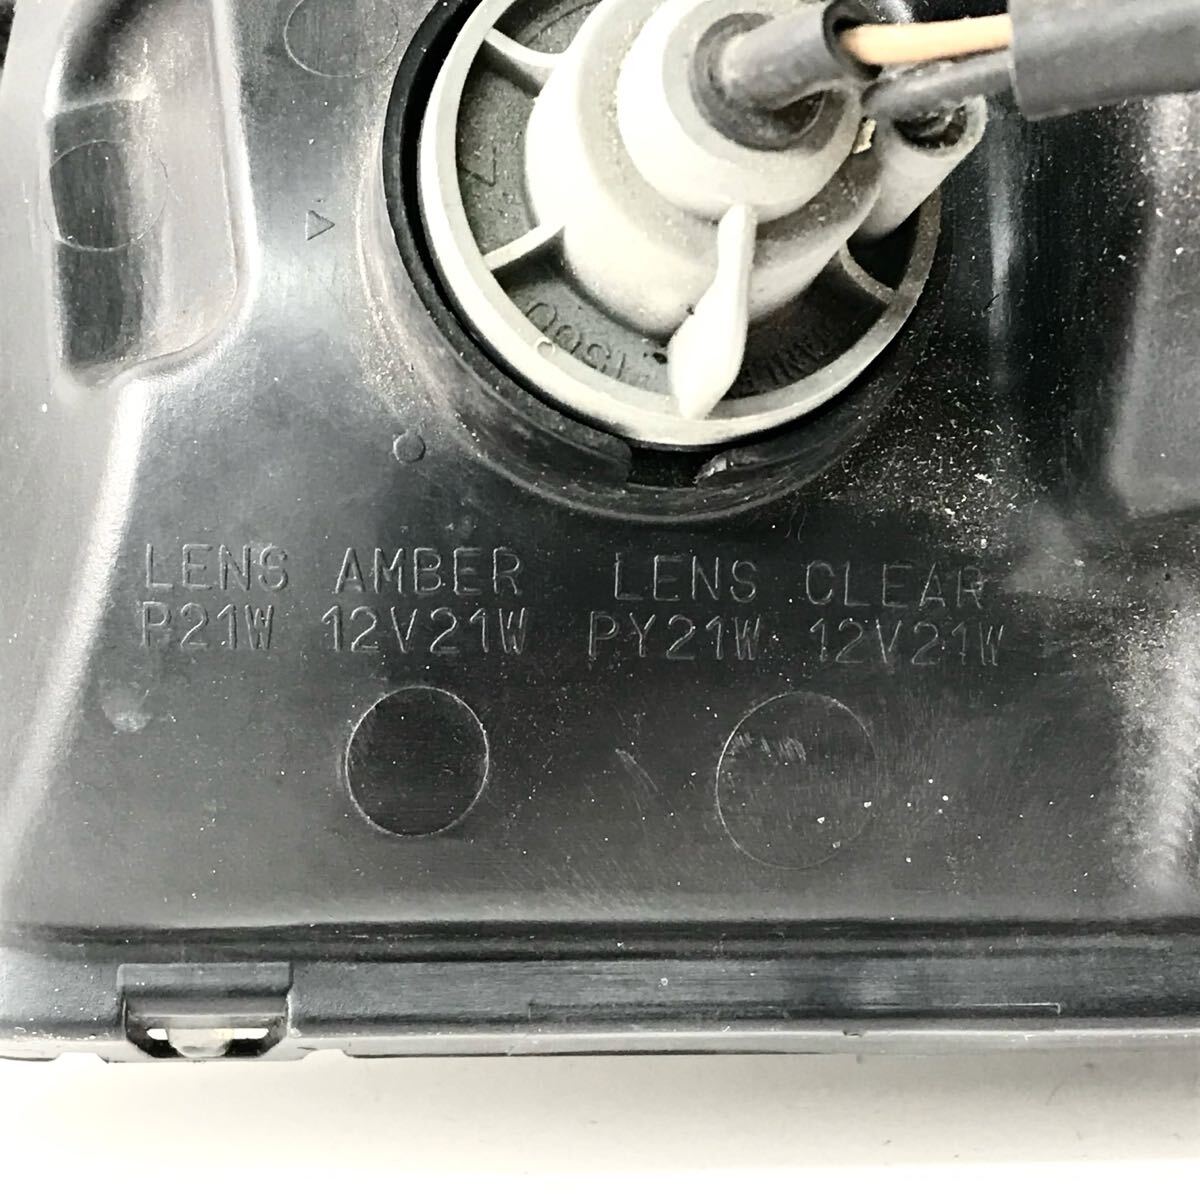 LENS AMBER LENS CLEAR
P21W 12V21W PY21W 12V21W